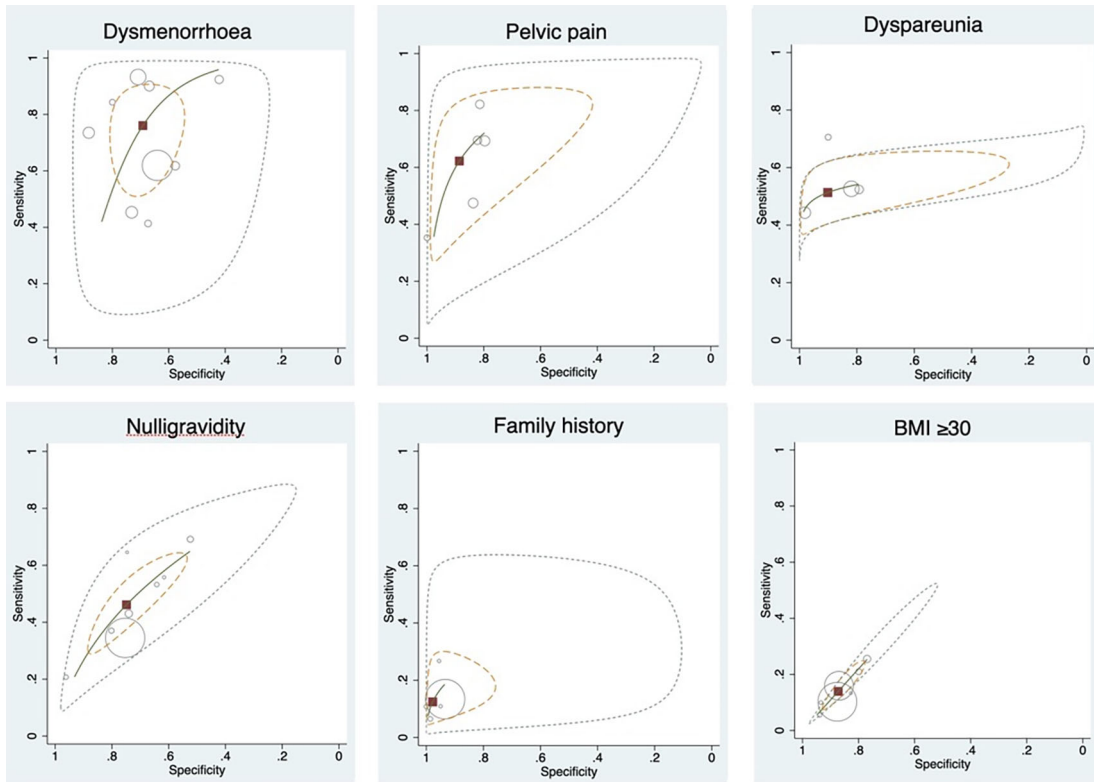 Dysmenorrhoea
Sensitivity
1
.8
.6
.4
.2
0
1 .8 .6 .4 .2 0
Specificity
Pelvic pain
Sensitivity
1
.8
.6
.4
.2
0
1 .8 .6 .4 .2 0
Specificity
Dyspareunia
Sensitivity
1
.8
.6
.4
.2
0
1 .8 .6 .4 .2 0
Specificity
Nulligravidity
Sensitivity
1
.8
.6
.4
.2
0
1 .8 .6 .4 .2 0
Specificity
Family history
Sensitivity
1
.8
.6
.4
.2
0
1 .8 .6 .4 .2 0
Specificity
BMI ≥30
Sensitivity
1
.8
.6
.4
.2
0
1 .8 .6 .4 .2 0
Specificity